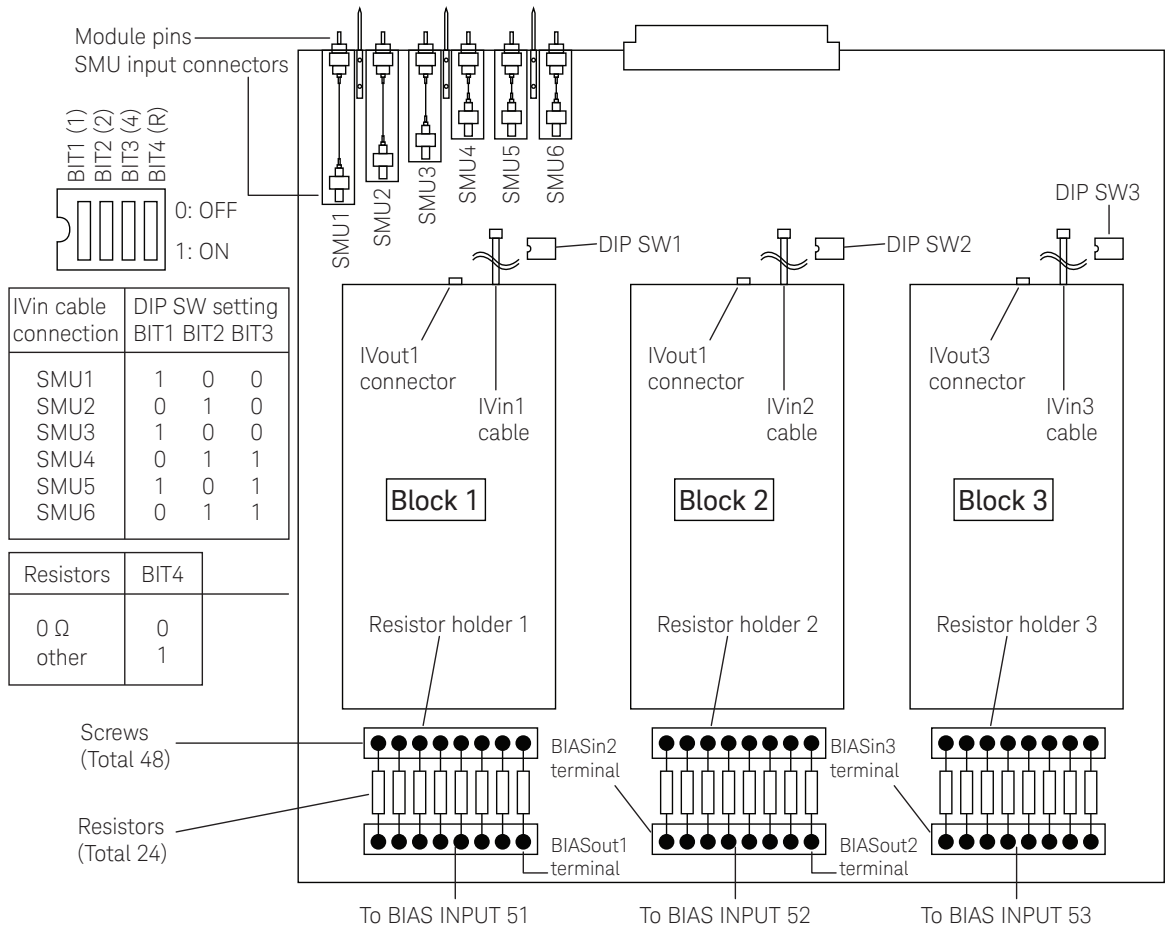 Module pins
SMU input connectors
BIT1 (1)
BIT2 (2)
BIT3 (4)
BIT4 (R)
0: OFF
1: ON
SMU1
SMU2
SMU3
SMU4
SMU5
SMU6
DIP SW1
DIP SW2
DIP SW3
IVin cable connection
DIP SW setting
BIT1 BIT2 BIT3
SMU1 1 0 0
SMU2 0 1 0
SMU3 1 0 0
SMU4 0 1 1
SMU5 1 0 1
SMU6 0 1 1
Resistors BIT4
0 Ω 0
other 1
IVout1
connector
IVin1
cable
IVout1
connector
IVin2
cable
IVout3
connector
IVin3
cable
Block 1
Block 2
Block 3
Resistor holder 1
Resistor holder 2
Resistor holder 3
Screws
(Total 48)
Resistors
(Total 24)
BIASin2
terminal
BIASin3
terminal
BIASout1
terminal
BIASout2
terminal
To BIAS INPUT 51
To BIAS INPUT 52
To BIAS INPUT 53